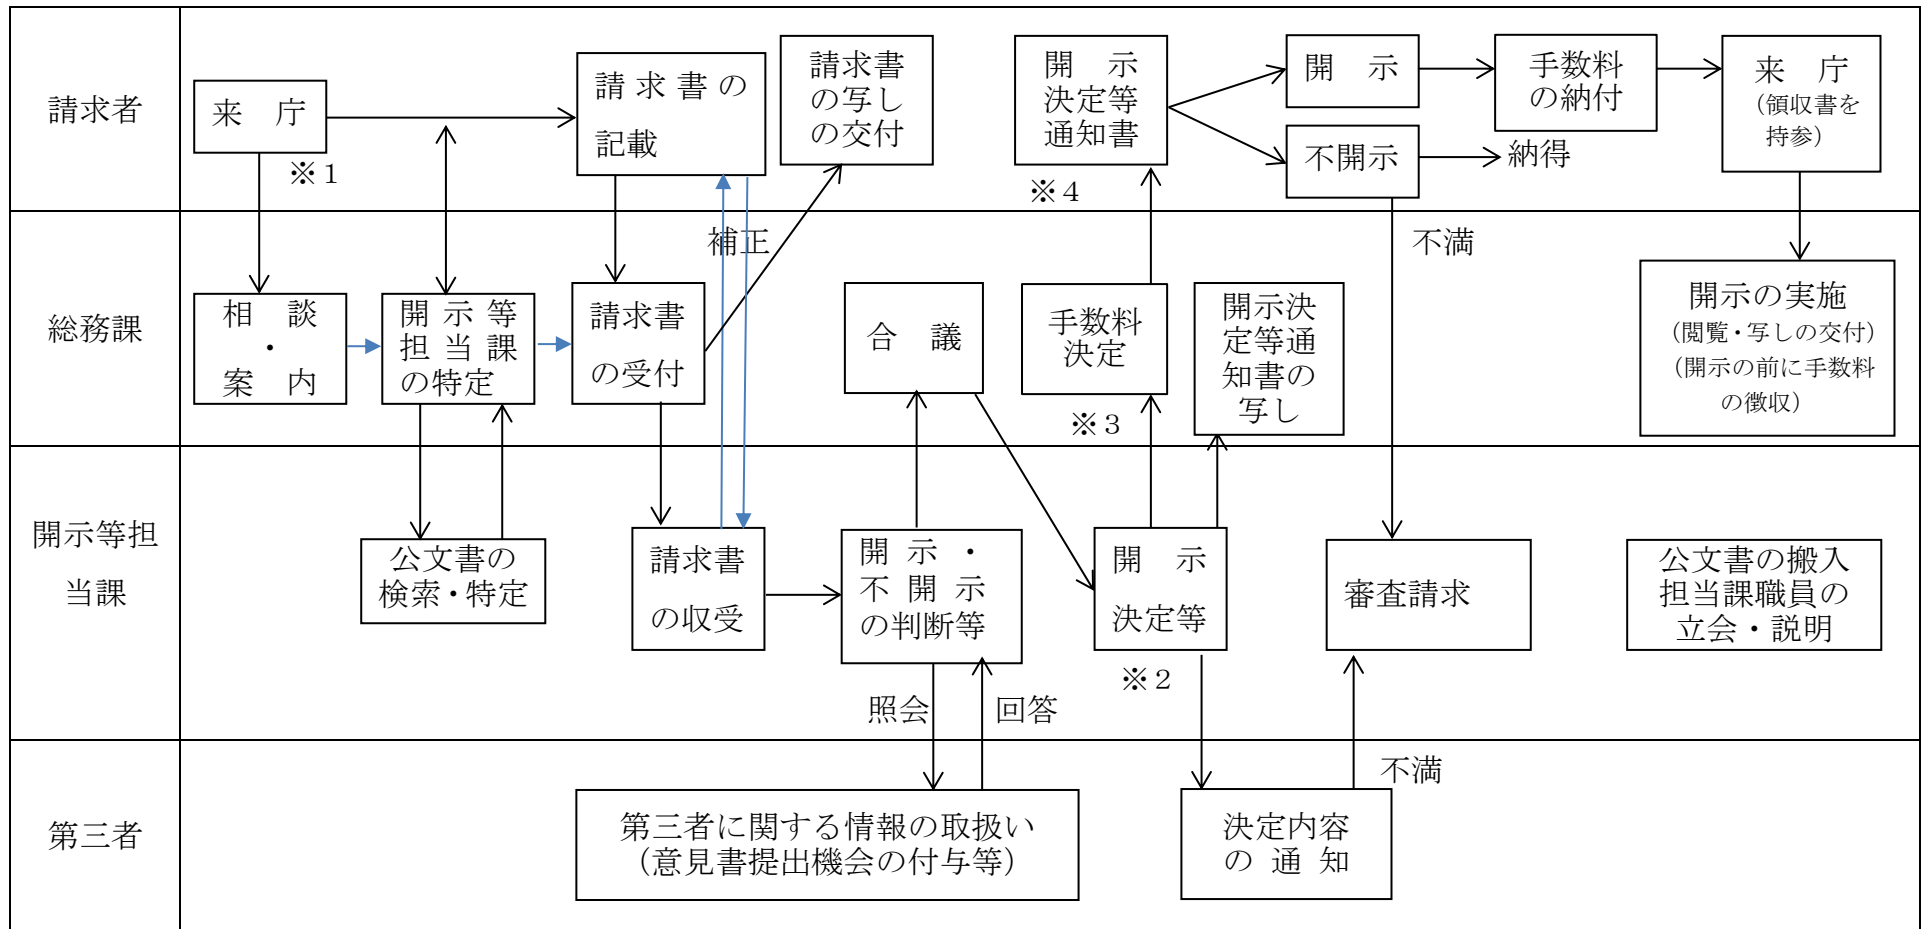 請求者
来 庁
※1
請求書の
記載
請求書
の写し
の交付
開 示
決定等
通知書
※4
開 示
不開示
納得
手数料
の納付
来 庁
(領収書を
持参)
総務課
相 談
・
案 内
開示等
担当課
の特定
請求書
の受付
補正
合 議
手数料
決定
※3
開示決
定等通
知書の
写し
不満
開示の実施
(閲覧・写しの交付)
(開示の前に手数料
の徴収)
開示等担
当課
公文書の
検索・特定
請求書
の収受
開示・
不開示
の判断等
照会
回答
開 示
決定等
※2
審査請求
公文書の搬入
担当課職員の
立会・説明
第三者
第三者に関する情報の取扱い
(意見書提出機会の付与等)
決定内容
の通知
不満